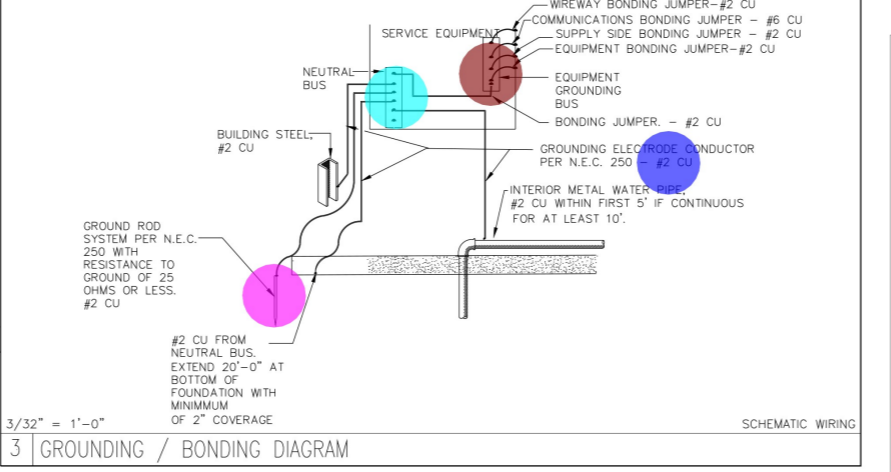 WIREWAY BONDING JUMPER-#2 CU
COMMUNICATIONS BONDING JUMPER - #6 CU
SUPPLY SIDE BONDING JUMPER - #2 CU
EQUIPMENT BONDING JUMPER-#2 CU
SERVICE EQUIPMENT
NEUTRAL
BUS
EQUIPMENT
GROUNDING
BUS
BONDING JUMPER. - #2 CU
BUILDING STEEL,
#2 CU
GROUNDING ELECTRODE CONDUCTOR
PER N.E.C. 250 - #2 CU
INTERIOR METAL WATER PIPE,
#2 CU WITHIN FIRST 5' IF CONTINUOUS
FOR AT LEAST 10'.
GROUND ROD
SYSTEM PER N.E.C.
250 WITH
RESISTANCE TO
GROUND OF 25
OHMS OR LESS.
#2 CU
#2 CU FROM
NEUTRAL BUS.
EXTEND 20'-0" AT
BOTTOM OF
FOUNDATION WITH
MINIMMUM
OF 2" COVERAGE
3/32" = 1'-0"
SCHEMATIC WIRING
3 GROUNDING / BONDING DIAGRAM